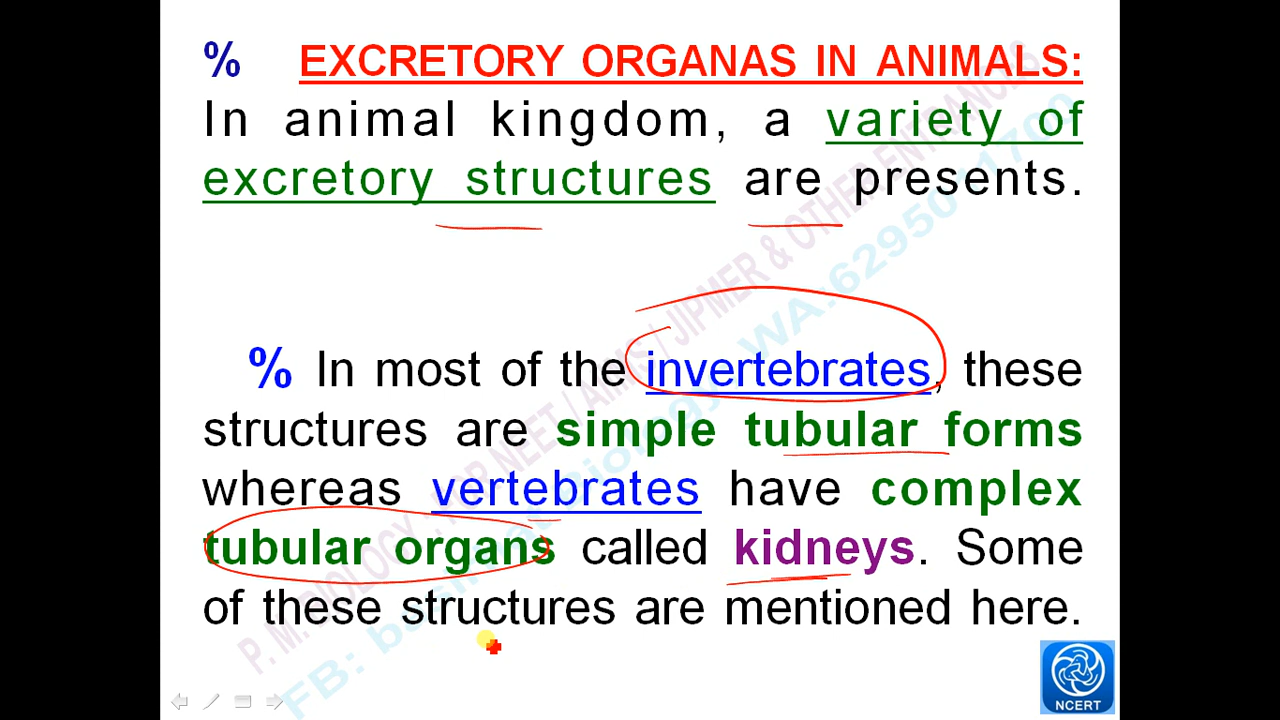 % EXCRETORY ORGANAS IN ANIMALS:
In animal kingdom, a variety of
excretory structures are presents.
% In most of the invertebrates, these
structures are simple tubular forms
whereas vertebrates have complex
tubular organs called kidneys. Some
of these structures are mentioned here.
NCERT